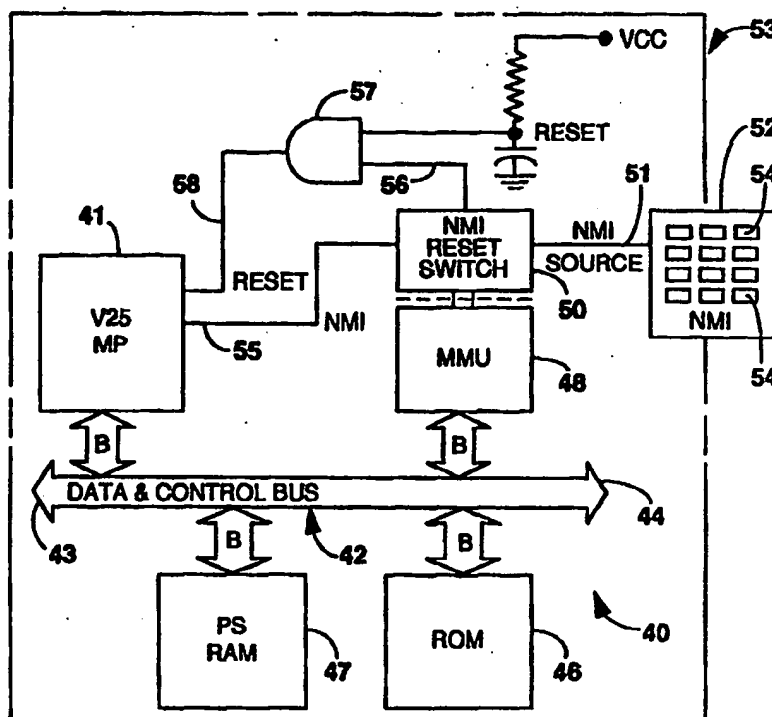 VCC
53
57
RESET
52
56
51
54
58
41
NMI
RESET
SWITCH
NMI
SOURCE
RESET
50
NMI
54
V25
MP
55
NMI
MMU
48
B
B
DATA & CONTROL BUS
43
42
44
B
B
PS
RAM
47
ROM
46
40